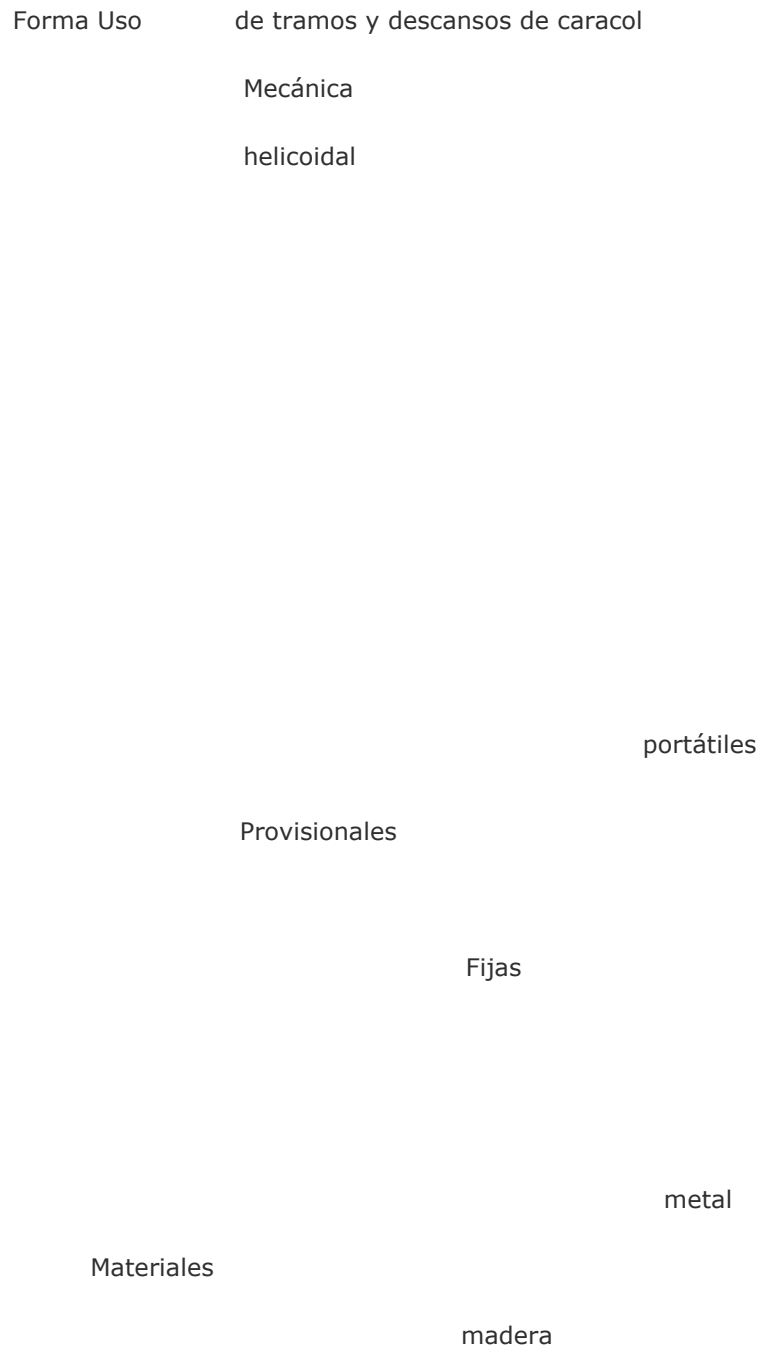 Forma Uso de tramos y descansos de caracol
Mecánica
helicoidal
portátiles
Provisionales
Fijas
metal
Materiales
madera